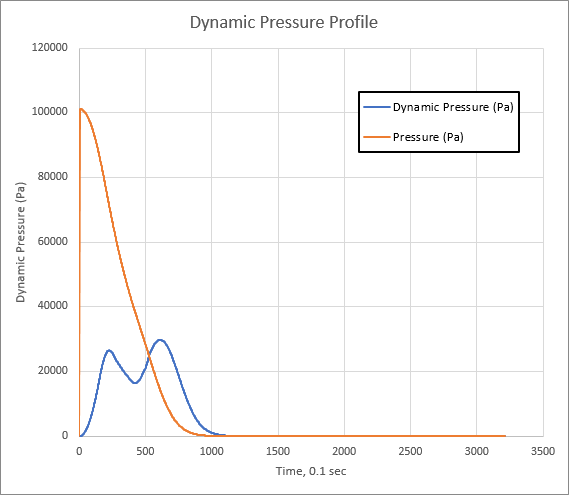 Dynamic Pressure Profile
120000
100000
80000
60000
40000
20000
0
Dynamic Pressure (Pa)
Dynamic Pressure (Pa)
Pressure (Pa)
0 500 1000 1500 2000 2500 3000 3500
Time, 0.1 sec